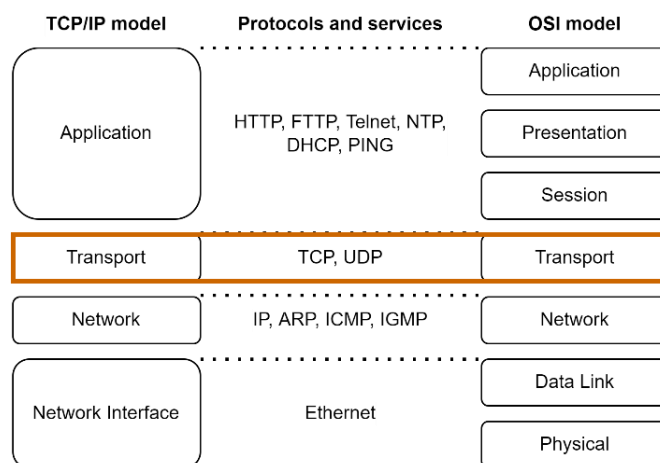 TCP/IP model
Protocols and services
OSI model
Application
HTTP, FTTP, Telnet, NTP,
DHCP, PING
Application
Presentation
Session
Transport
TCP, UDP
Transport
Network
IP, ARP, ICMP, IGMP
Network
Network Interface
Ethernet
Data Link
Physical